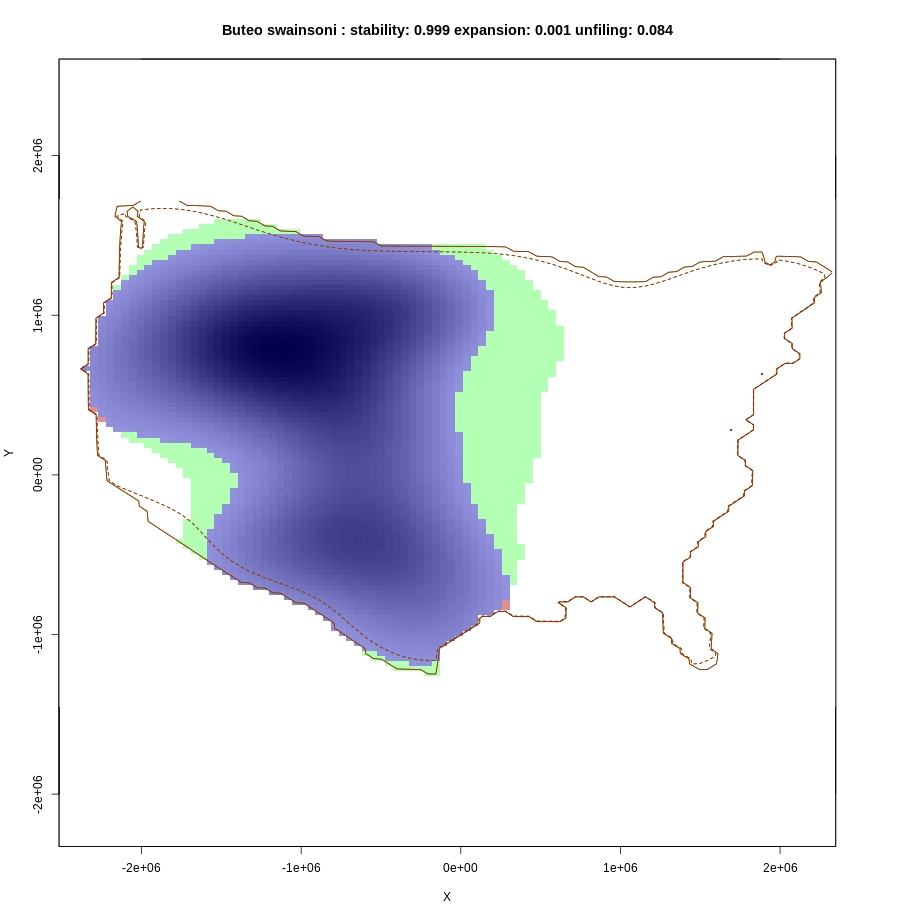 Buteo swainsoni : stability: 0.999 expansion: 0.001 unfiling: 0.084
2e+06
1e+06
0e+00
-1e+06
-2e+06
Y
-2e+06 -1e+06 0e+00 1e+06 2e+06
X